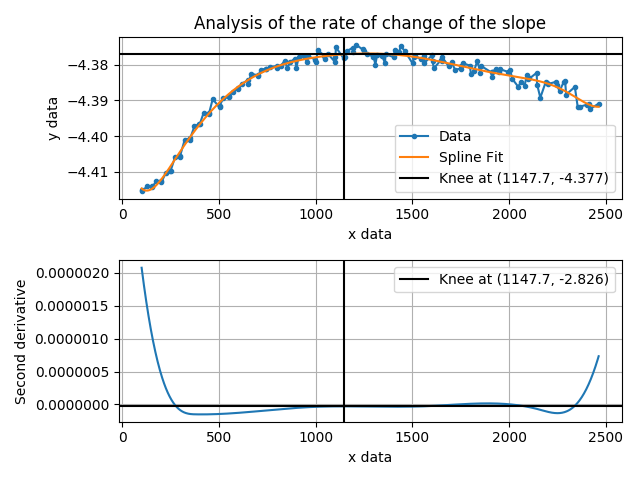 Analysis of the rate of change of the slope
−4.38
−4.39
−4.40
−4.41
y data
Data
Spline Fit
Knee at (1147.7, -4.377)
0
500
1000
1500
2000
2500
x data
0.0000020
0.0000015
0.0000010
0.0000005
0.0000000
Second derivative
Knee at (1147.7, -2.826)
0
500
1000
1500
2000
2500
x data